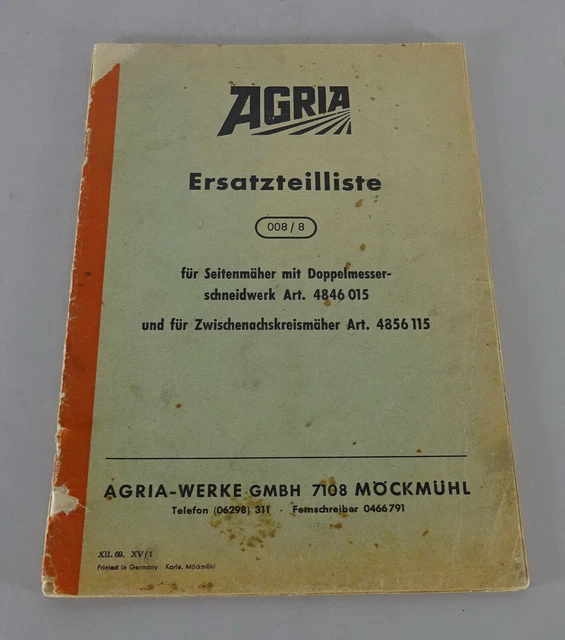 AGRIA
Ersatzteilliste
008/8
für Seitenmäher mit Doppelmesser-
schneidwerk Art. 4846 015
und für Zwischenachskreismäher Art. 4856 115
AGRIA-WERKE GMBH 7108 MÖCKMÜHL
Telefon (06298) 311 · Fernschreiber 0466791
XII. 69. XV/1
Printed in Germany Karle, Möckmühl